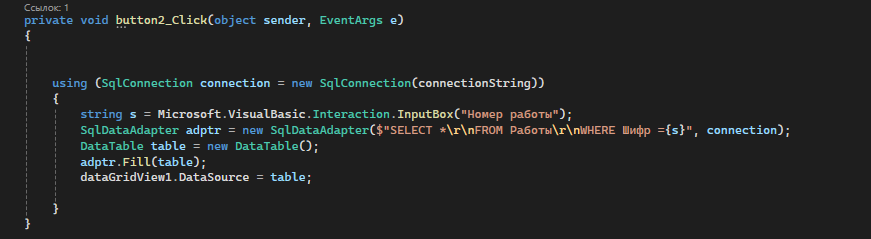 Ссылок: 1
private void button2_Click(object sender, EventArgs e)
{
using (SqlConnection connection = new SqlConnection(connectionString))
{
string s = Microsoft.VisualBasic.Interaction.InputBox("Номер работы");
SqlDataAdapter adptr = new SqlDataAdapter($"SELECT *\r\nFROM Работы\r\nWHERE Шифр ={s}", connection);
DataTable table = new DataTable();
adptr.Fill(table);
dataGridView1.DataSource = table;
}
}